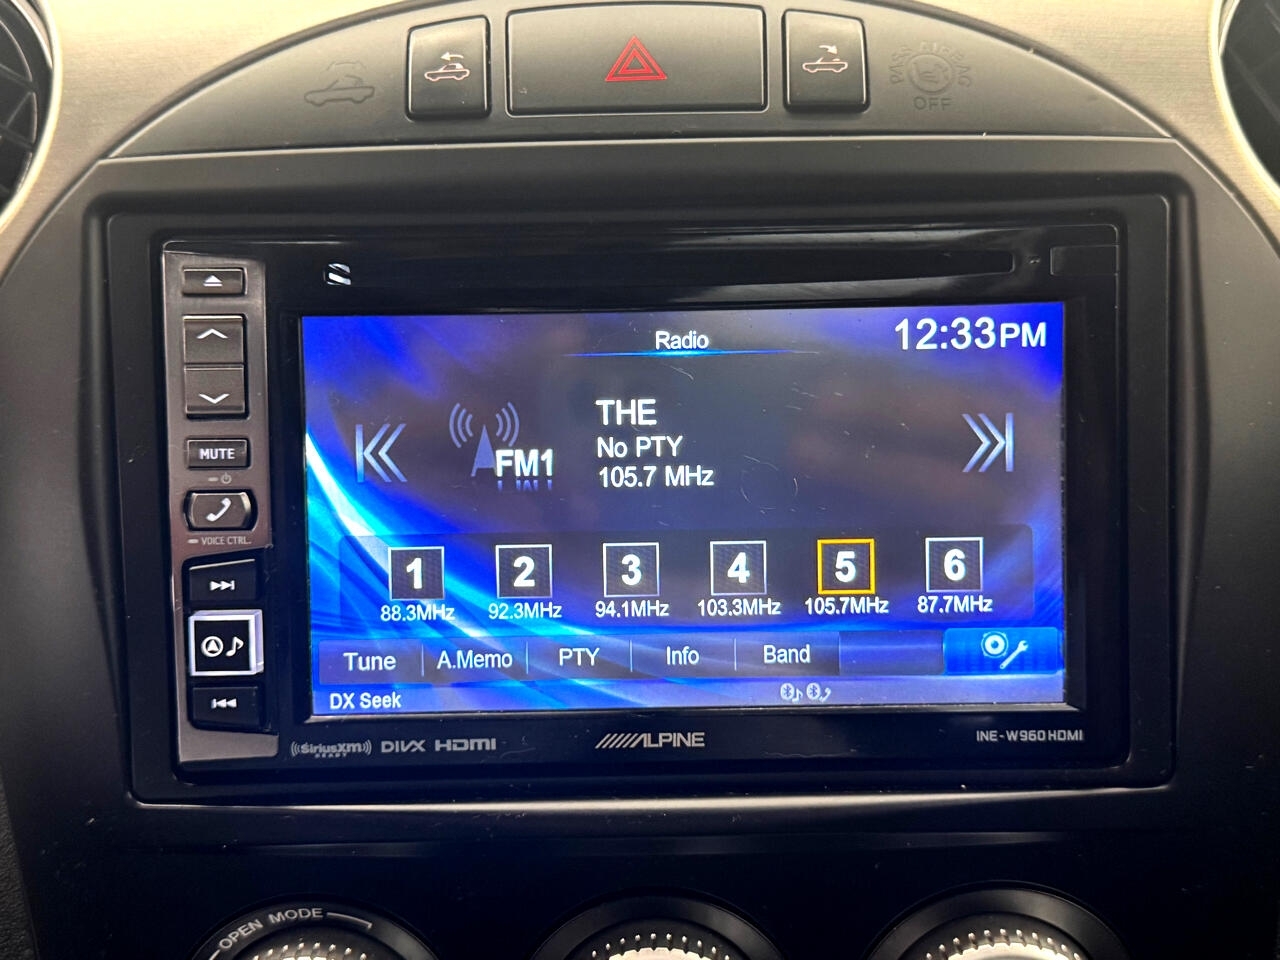 PASS AIRBAG
OFF
Radio
12:33PM
THE
No PTY
105.7 MHz
FM1
MUTE
VOICE CTRL.
1 2 3 4 5 6
88.3MHz 92.3MHz 94.1MHz 103.3MHz 105.7MHz 87.7MHz
Tune A.Memo PTY Info Band
DX Seek
SiriusXM READY DIVX HDMI ALPINE INE-W960HDMI
OPEN MODE